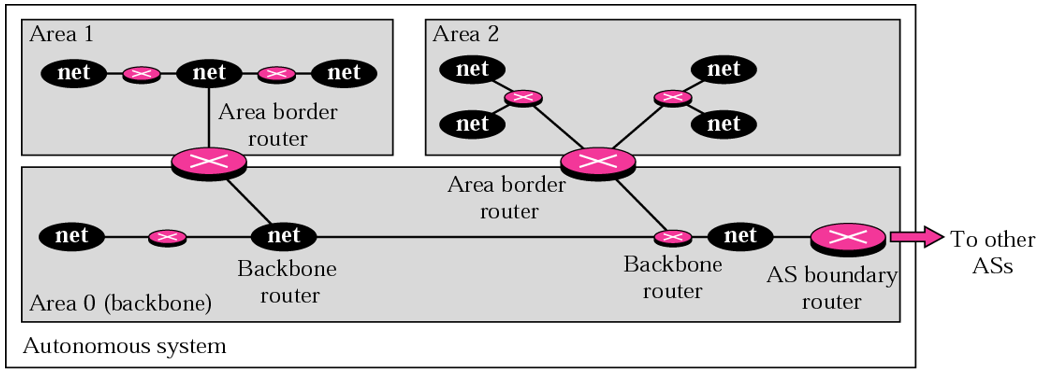 Area 1
Area 2
net
net
net
net
net
net
net
Area border
router
Area border
router
net
net
net
Backbone
router
Backbone
router
AS boundary
router
To other
ASs
Area 0 (backbone)
Autonomous system